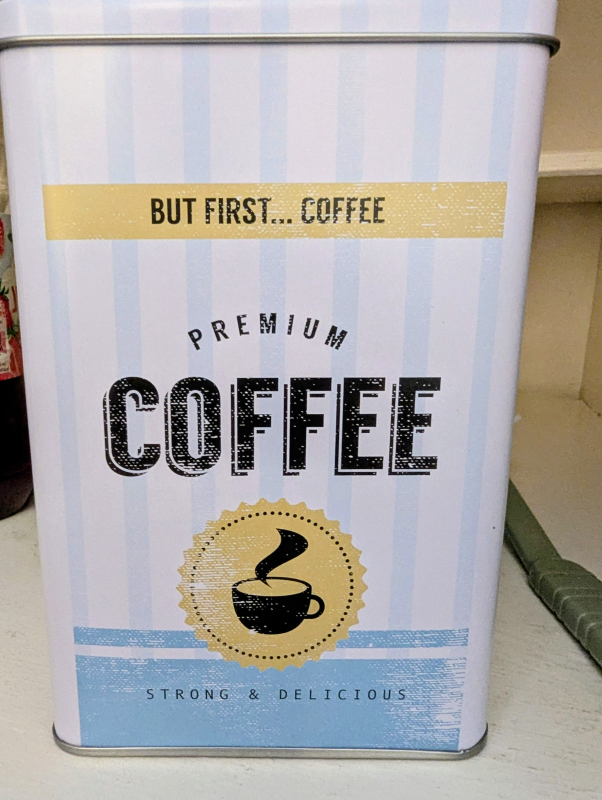 BUT FIRST... COFFEE
PREMIUM
COFFEE
STRONG & DELICIOUS